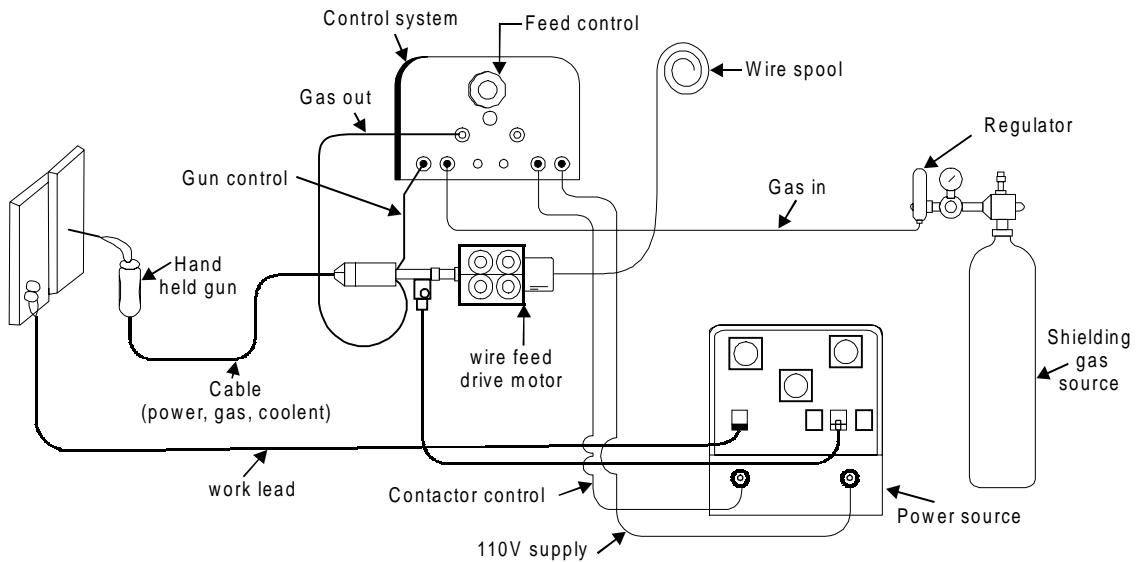 Control system
Feed control
Wire spool
Gas out
Regulator
Gun control
Gas in
Hand
held gun
wire feed
drive motor
Shielding
gas
source
Cable
(power, gas, coolent)
work lead
Contactor control
Power source
110V supply